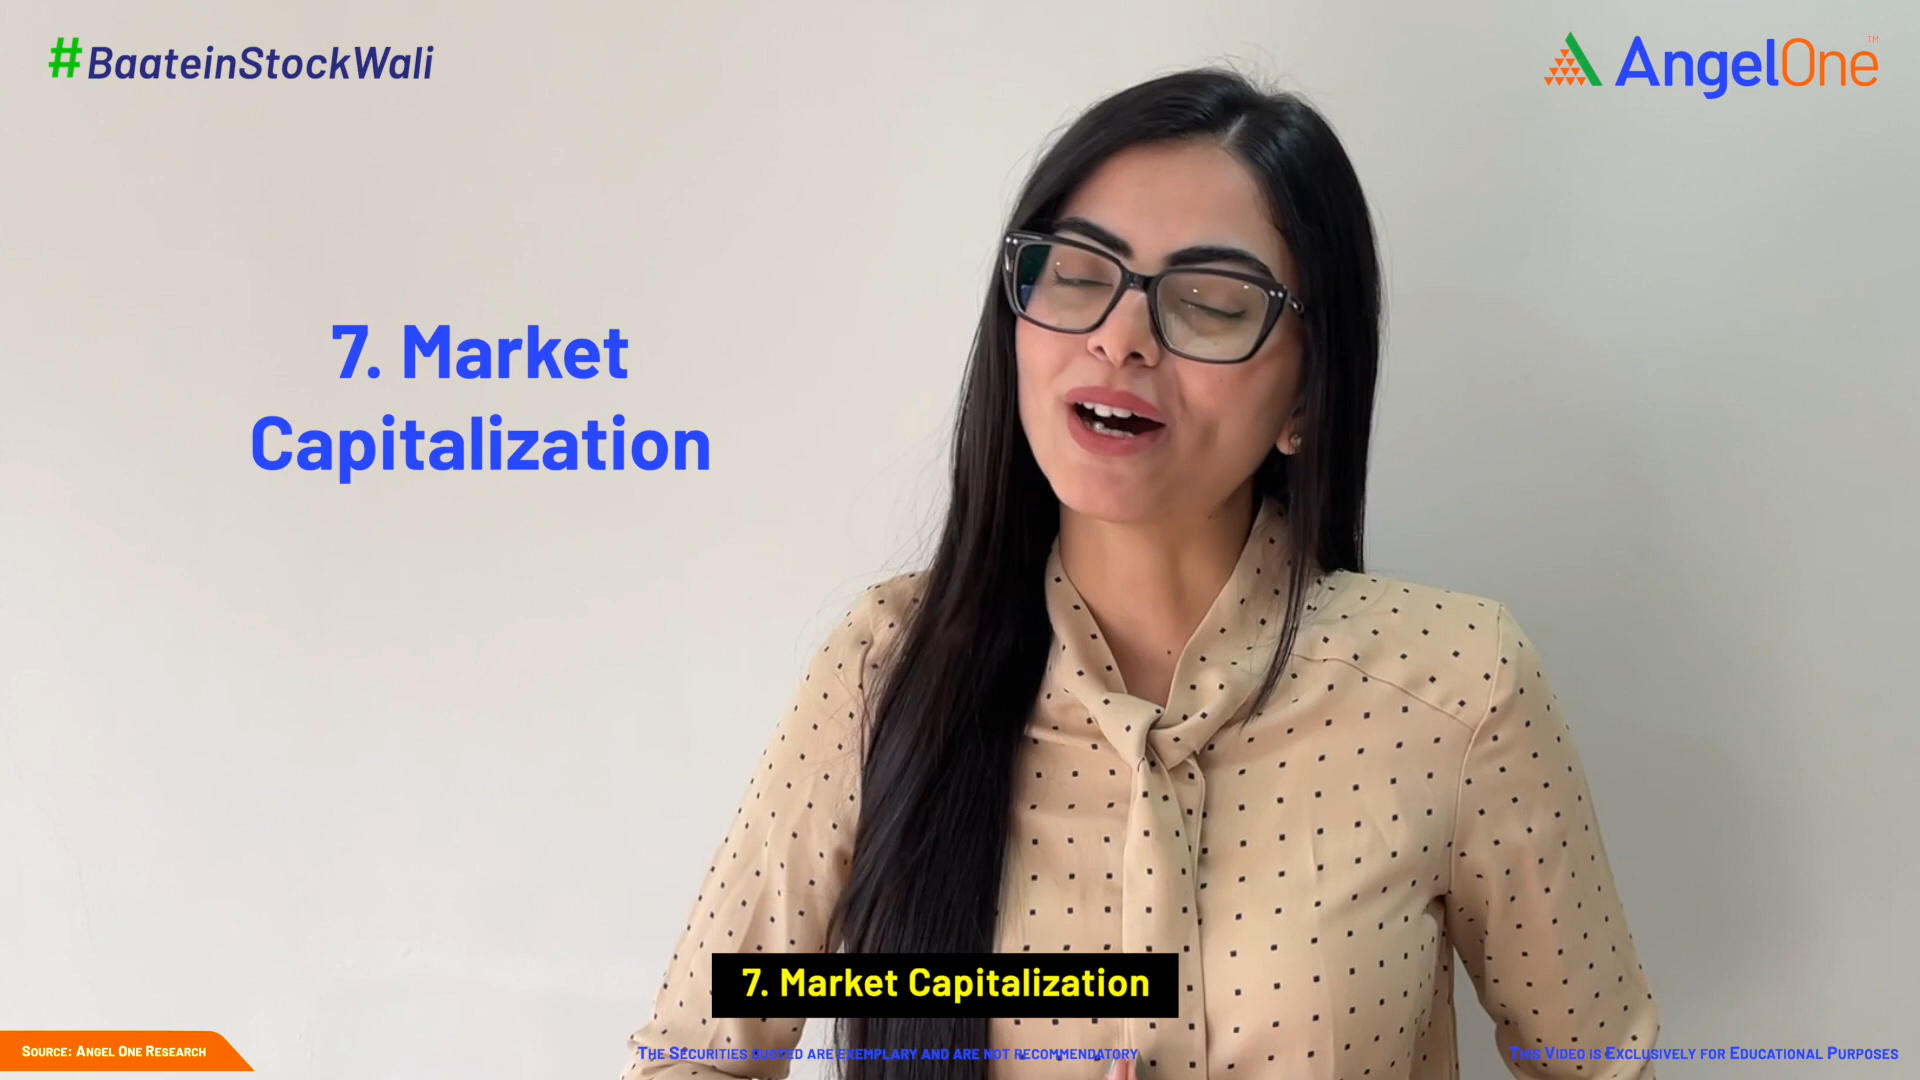 #BaateinStockWali
AngelOne™
7. Market
Capitalization
7. Market Capitalization
Source: Angel One Research
The Securities quoted are exemplary and are not recommendatory
This Video is Exclusively for Educational Purposes